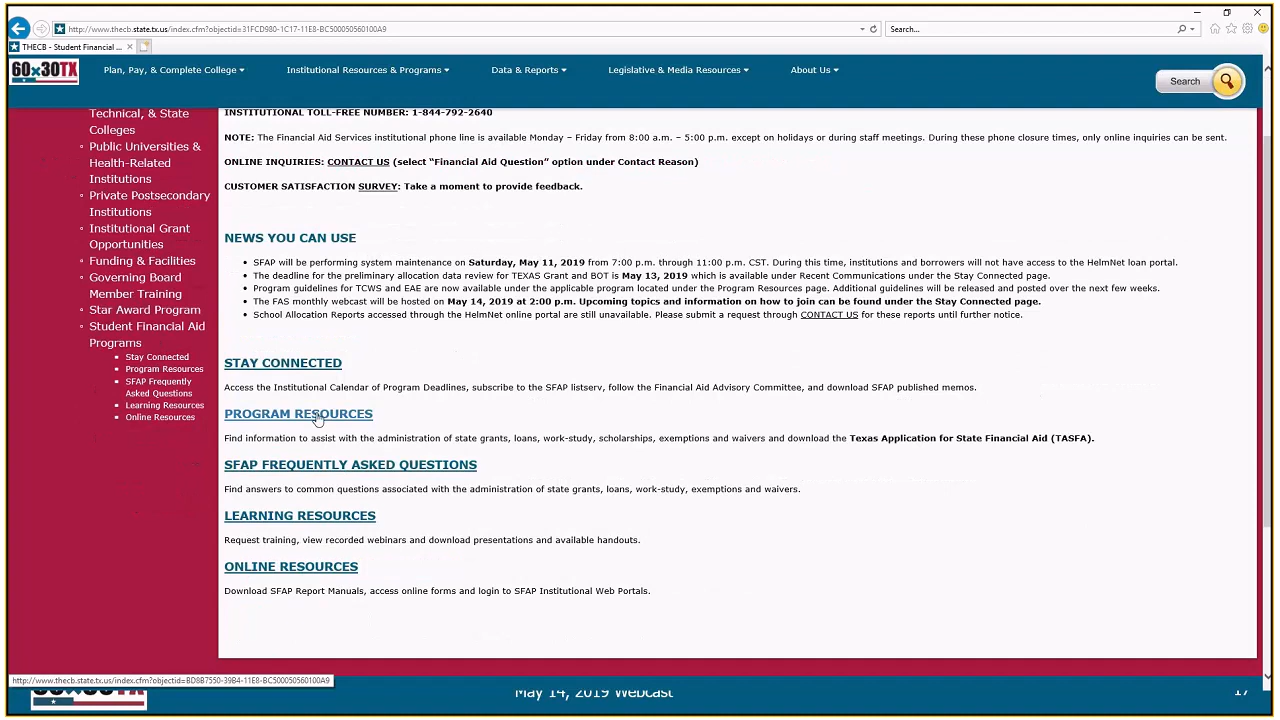 http://www.thecb.state.tx.us/index.cfm?objectid=31FCD980-1C17-11E8-BC500050560100A9
Search...
THECB - Student Financial ...
60x30TX
Plan, Pay, & Complete College
Institutional Resources & Programs
Data & Reports
Legislative & Media Resources
About Us
Search
Technical, & State
Colleges
Public Universities &
Health-Related
Institutions
Private Postsecondary
Institutions
Institutional Grant
Opportunities
Funding & Facilities
Governing Board
Member Training
Star Award Program
Student Financial Aid
Programs
Stay Connected
Program Resources
SFAP Frequently
Asked Questions
Learning Resources
Online Resources
INSTITUTIONAL TOLL-FREE NUMBER: 1-844-792-2640
NOTE: The Financial Aid Services institutional phone line is available Monday – Friday from 8:00 a.m. – 5:00 p.m. except on holidays or during staff meetings. During these phone closure times, only online inquiries can be sent.
ONLINE INQUIRIES: CONTACT US (select “Financial Aid Question” option under Contact Reason)
CUSTOMER SATISFACTION SURVEY: Take a moment to provide feedback.
NEWS YOU CAN USE
SFAP will be performing system maintenance on Saturday, May 11, 2019 from 7:00 p.m. through 11:00 p.m. CST. During this time, institutions and borrowers will not have access to the HelmNet loan portal.
The deadline for the preliminary allocation data review for TEXAS Grant and BOT is May 13, 2019 which is available under Recent Communications under the Stay Connected page.
Program guidelines for TCWS and EAE are now available under the applicable program located under the Program Resources page. Additional guidelines will be released and posted over the next few weeks.
The FAS monthly webcast will be hosted on May 14, 2019 at 2:00 p.m. Upcoming topics and information on how to join can be found under the Stay Connected page.
School Allocation Reports accessed through the HelmNet online portal are still unavailable. Please submit a request through CONTACT US for these reports until further notice.
STAY CONNECTED
Access the Institutional Calendar of Program Deadlines, subscribe to the SFAP listserv, follow the Financial Aid Advisory Committee, and download SFAP published memos.
PROGRAM RESOURCES
Find information to assist with the administration of state grants, loans, work-study, scholarships, exemptions and waivers and download the Texas Application for State Financial Aid (TASFA).
SFAP FREQUENTLY ASKED QUESTIONS
Find answers to common questions associated with the administration of state grants, loans, work-study, exemptions and waivers.
LEARNING RESOURCES
Request training, view recorded webinars and download presentations and available handouts.
ONLINE RESOURCES
Download SFAP Report Manuals, access online forms and login to SFAP Institutional Web Portals.
http://www.thecb.state.tx.us/index.cfm?objectid=BD8B7550-39B4-11E8-BC500050560100A9
60x30TX
May 14, 2019 Webcast
17